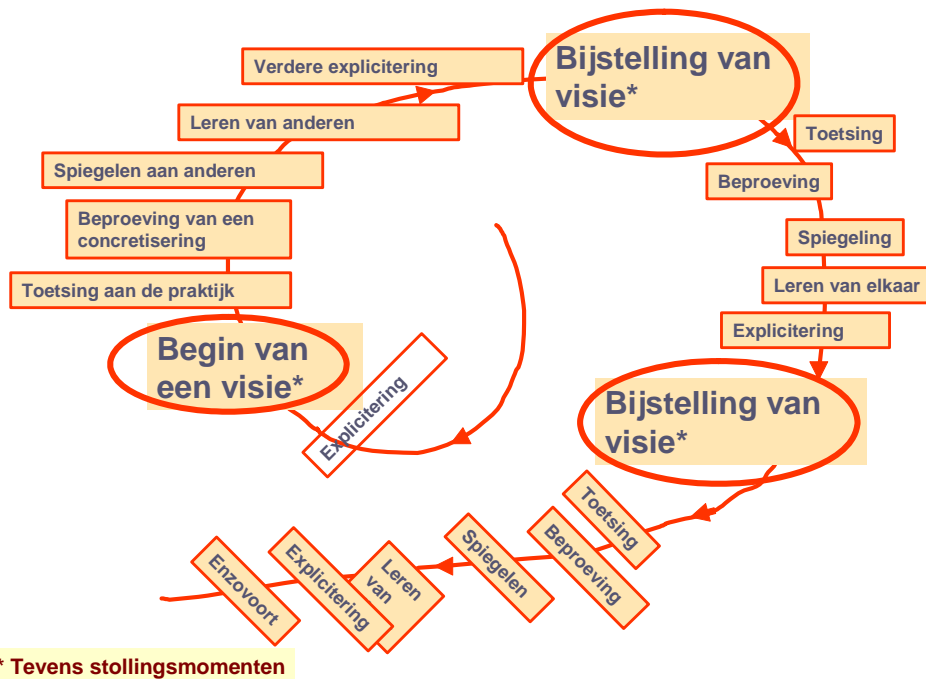 Verdere explicitering
Leren van anderen
Spiegelen aan anderen
Beproeving van een
concretisering
Toetsing aan de praktijk
Begin van
een visie*
Explicitering
Bijstelling van
visie*
Toetsing
Beproeving
Spiegeling
Leren van elkaar
Explicitering
Bijstelling van
visie*
Toetsing
Beproeving
Spiegelen
Leren
van
Explicitering
Enzovoort
* Tevens stollingsmomenten